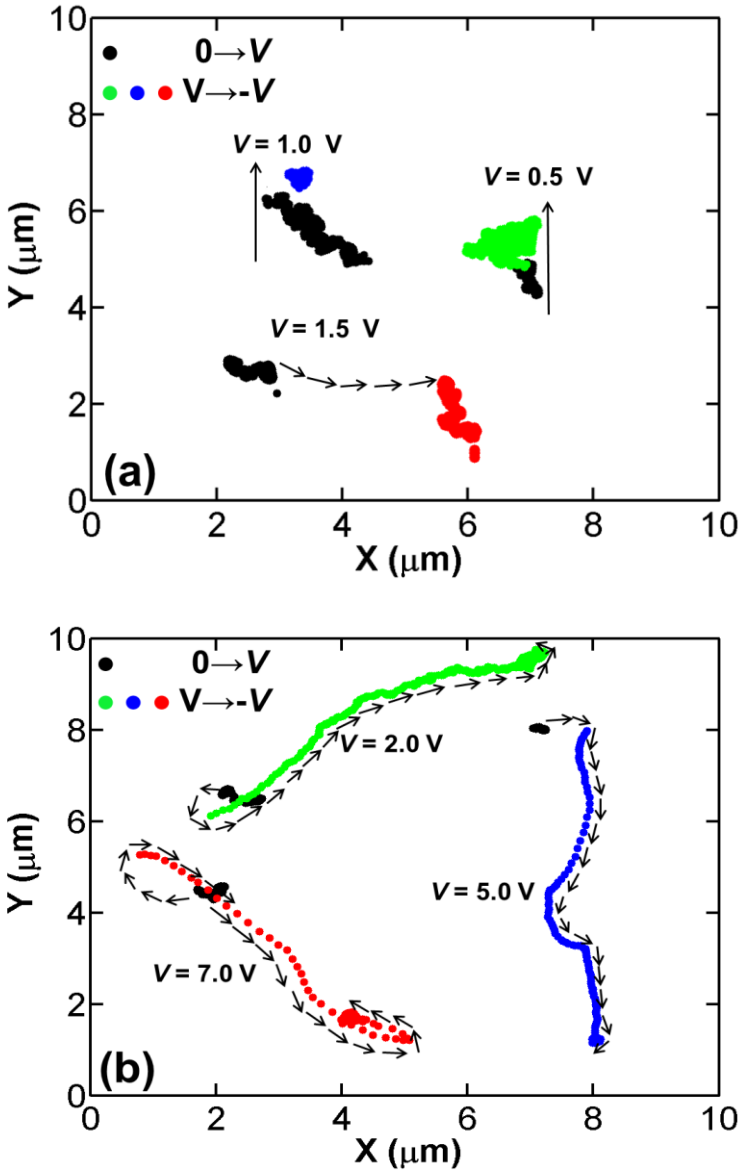 10
0→V
V→-V
8
V = 1.0 V
V = 0.5 V
6
Y (μm)
4
V = 1.5 V
2
(a)
0
0 2 4 6 8 10
X (μm)
10
0→V
V→-V
8
V = 2.0 V
6
Y (μm)
V = 5.0 V
4
V = 7.0 V
2
(b)
0
0 2 4 6 8 10
X (μm)